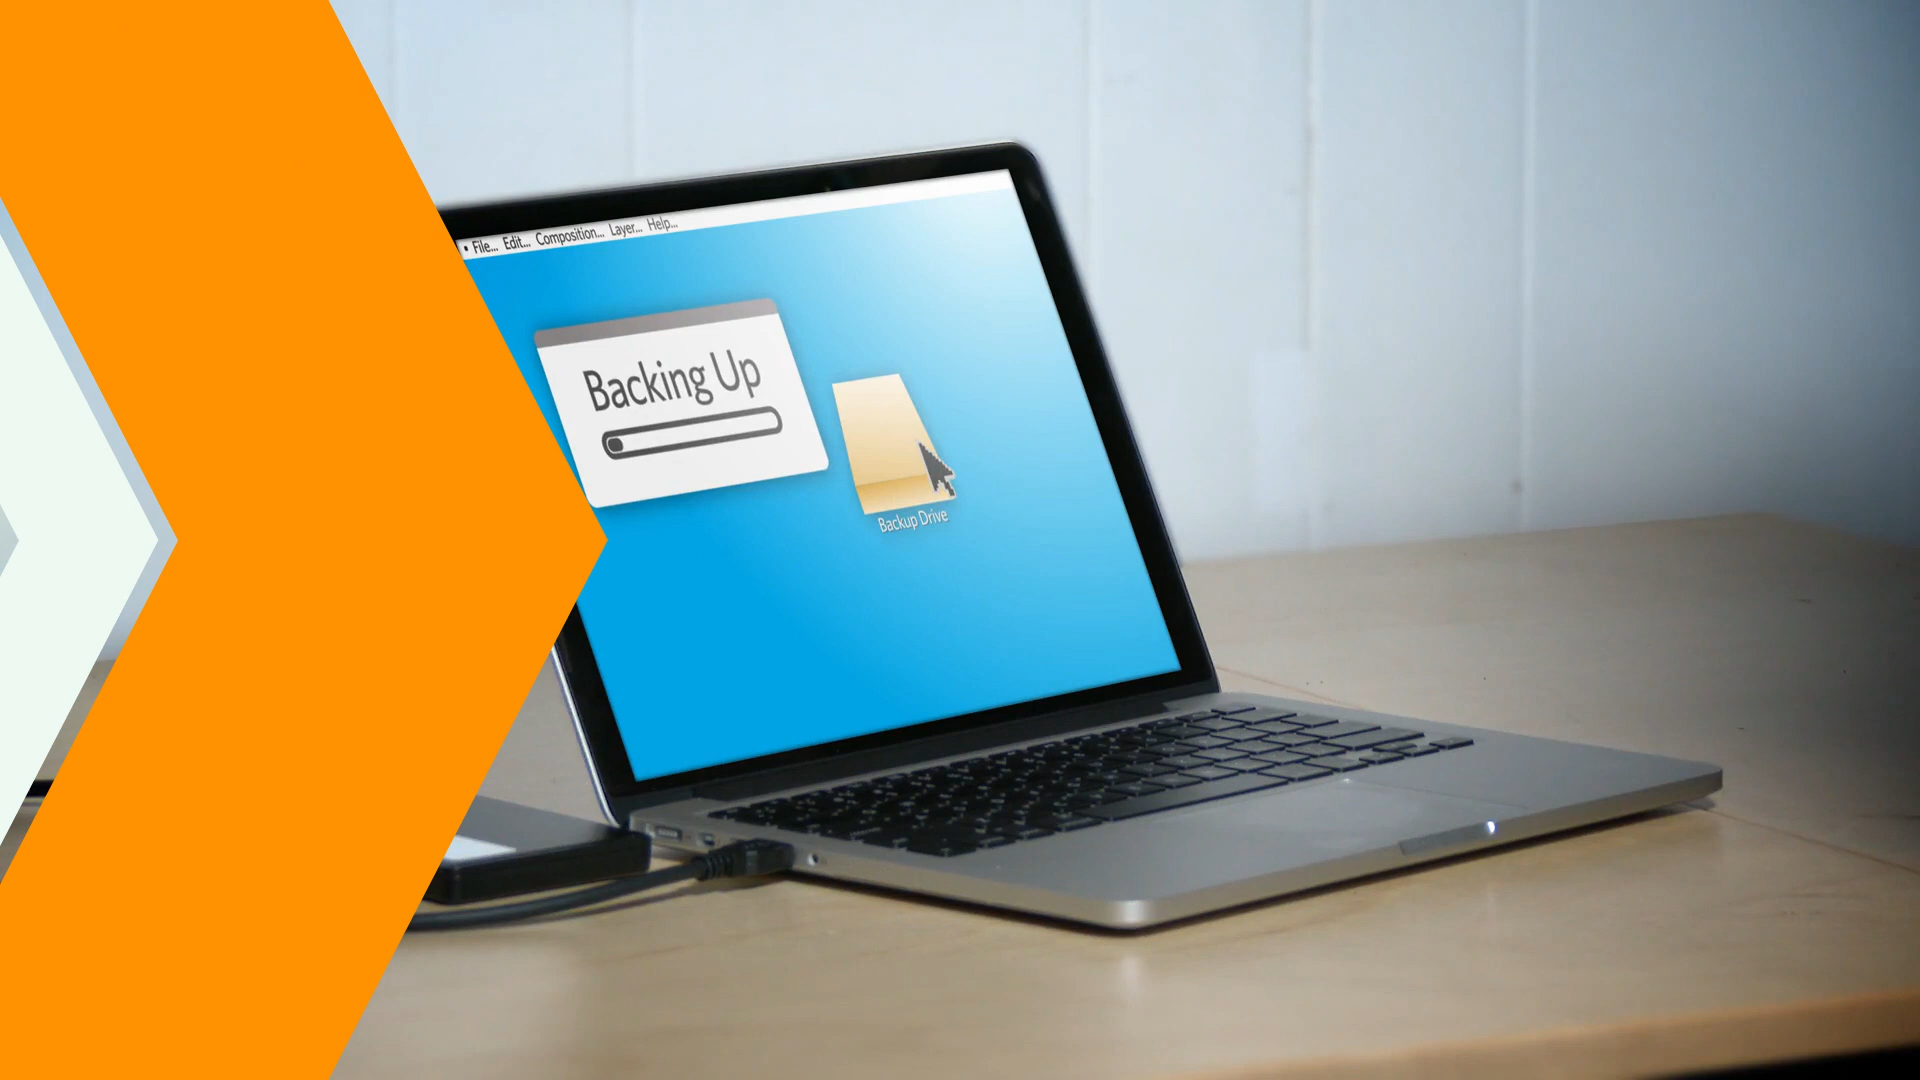 • File... Edit... Composition... Layer... Help...
Backing Up
Backup Drive